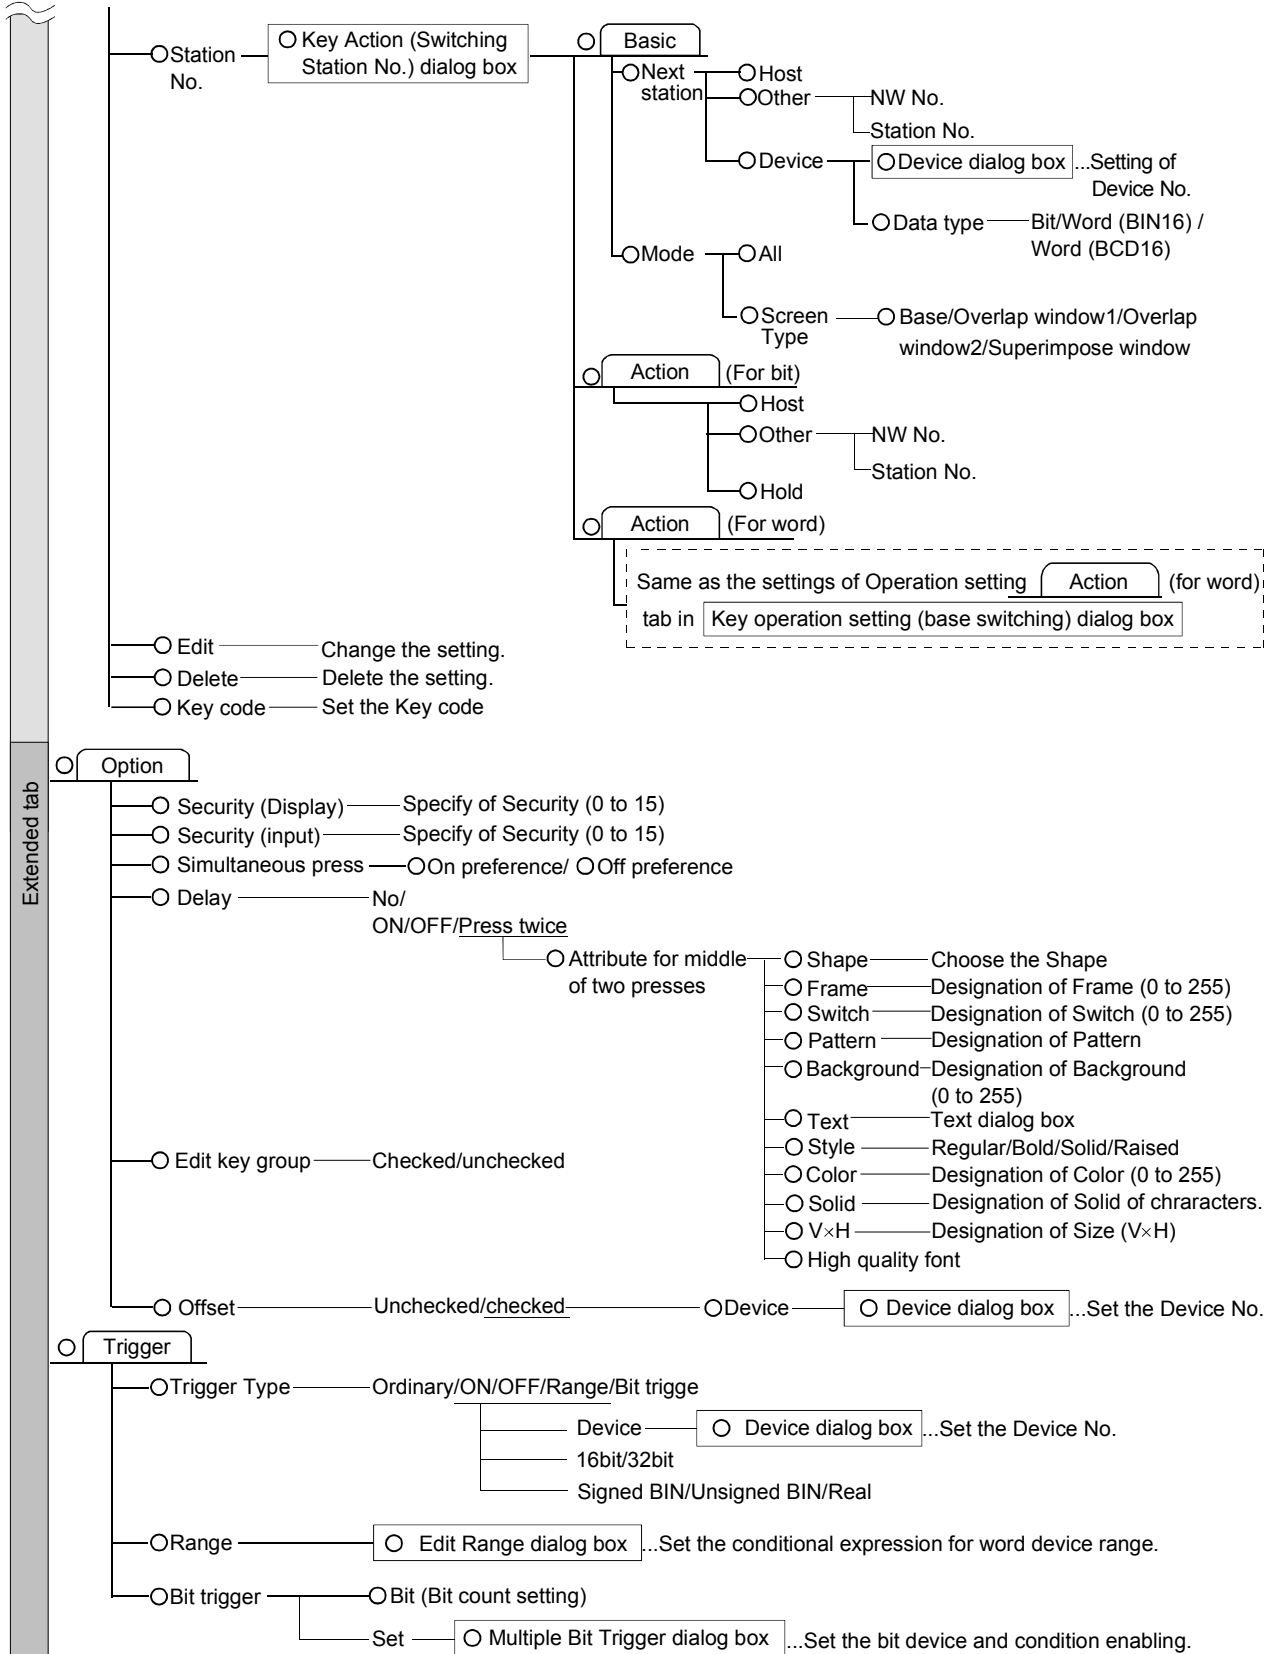 Station No.
Key Action (Switching Station No.) dialog box
Basic
Next station
Host
Other
NW No.
Station No.
Device
Device dialog box ...Setting of Device No.
Data type
Bit/Word (BIN16) / Word (BCD16)
Mode
All
Screen Type
Base/Overlap window1/Overlap window2/Superimpose window
Action (For bit)
Host
Other
NW No.
Station No.
Hold
Action (For word)
Same as the settings of Operation setting Action (for word)
tab in Key operation setting (base switching) dialog box
Edit Change the setting.
Delete Delete the setting.
Key code Set the Key code
Extended tab
Option
Security (Display) Specify of Security (0 to 15)
Security (input) Specify of Security (0 to 15)
Simultaneous press On preference/ Off preference
Delay No/
ON/OFF/Press twice
Attribute for middle of two presses
Shape Choose the Shape
Frame Designation of Frame (0 to 255)
Switch Designation of Switch (0 to 255)
Pattern Designation of Pattern
Background Designation of Background
(0 to 255)
Text Text dialog box
Style Regular/Bold/Solid/Raised
Color Designation of Color (0 to 255)
Solid Designation of Solid of chraracters.
V×H Designation of Size (V×H)
High quality font
Edit key group Checked/unchecked
Offset Unchecked/checked Device Device dialog box ...Set the Device No.
Trigger
Trigger Type Ordinary/ON/OFF/Range/Bit trigge
Device Device dialog box ...Set the Device No.
16bit/32bit
Signed BIN/Unsigned BIN/Real
Range Edit Range dialog box ...Set the conditional expression for word device range.
Bit trigger Bit (Bit count setting)
Set Multiple Bit Trigger dialog box ...Set the bit device and condition enabling.